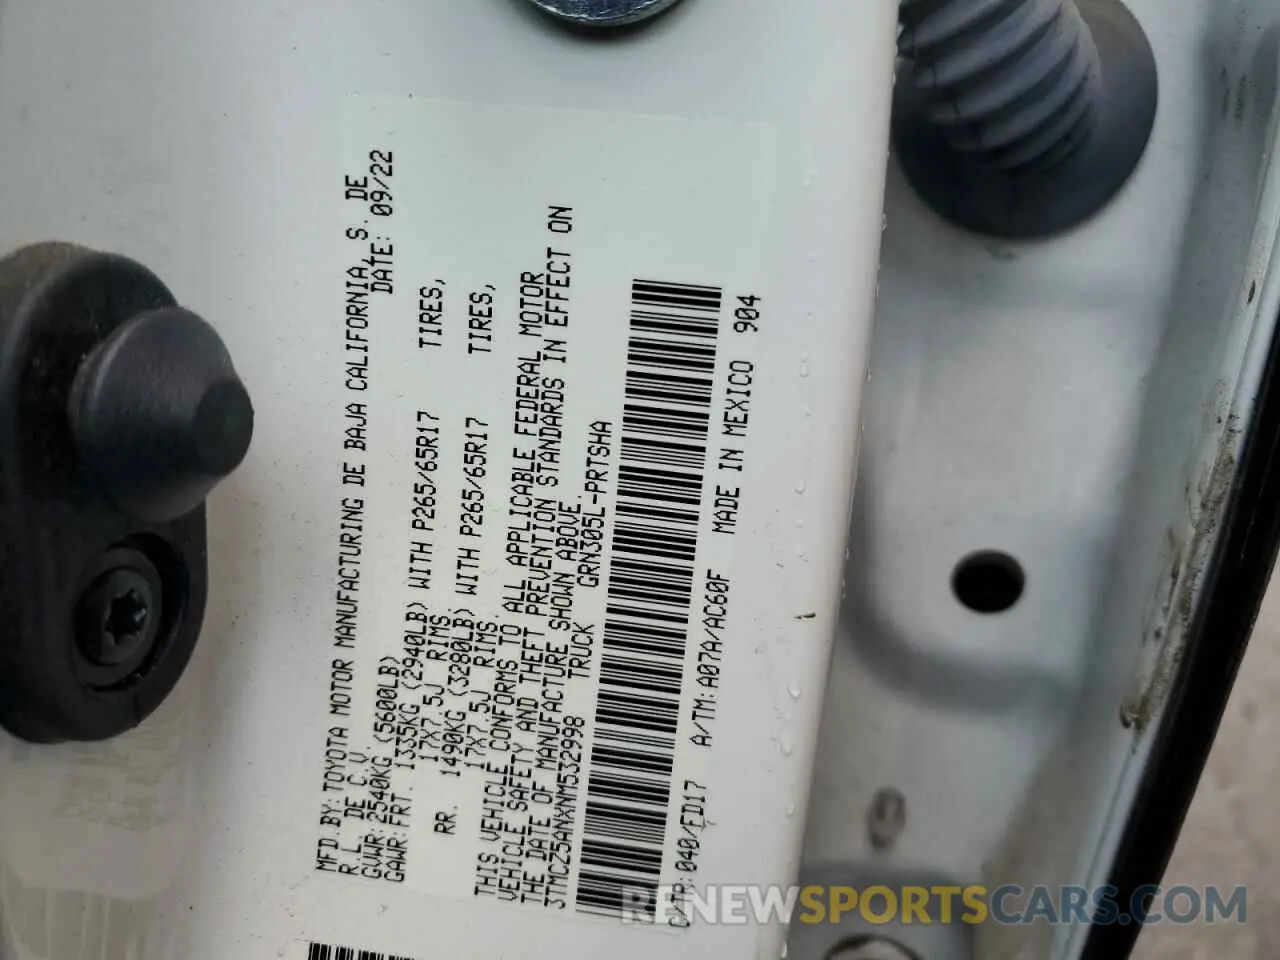 MFD.BY:TOYOTA MOTOR MANUFACTURING DE BAJA CALIFORNIA, S. DE
R. L. DE C.V. DATE: 09/22
GVWR:2540KG (5600LB)
GAWR:FRT. 1335KG (2940LB) WITH P265/65R17 TIRES,
17X7.5J RIMS
RR. 1490KG (3280LB) WITH P265/65R17 TIRES,
17X7.5J RIMS.
THIS VEHICLE CONFORMS TO ALL APPLICABLE FEDERAL MOTOR
VEHICLE SAFETY AND THEFT PREVENTION STANDARDS IN EFFECT ON
THE DATE OF MANUFACTURE SHOWN ABOVE.
3TMCZ5ANXNM532998 TRUCK GRN305L-PRTSHA
C/TR:040/FD17 A/TM:A07A/AC60F MADE IN MEXICO 904
RENEWSPORTSCARS.COM